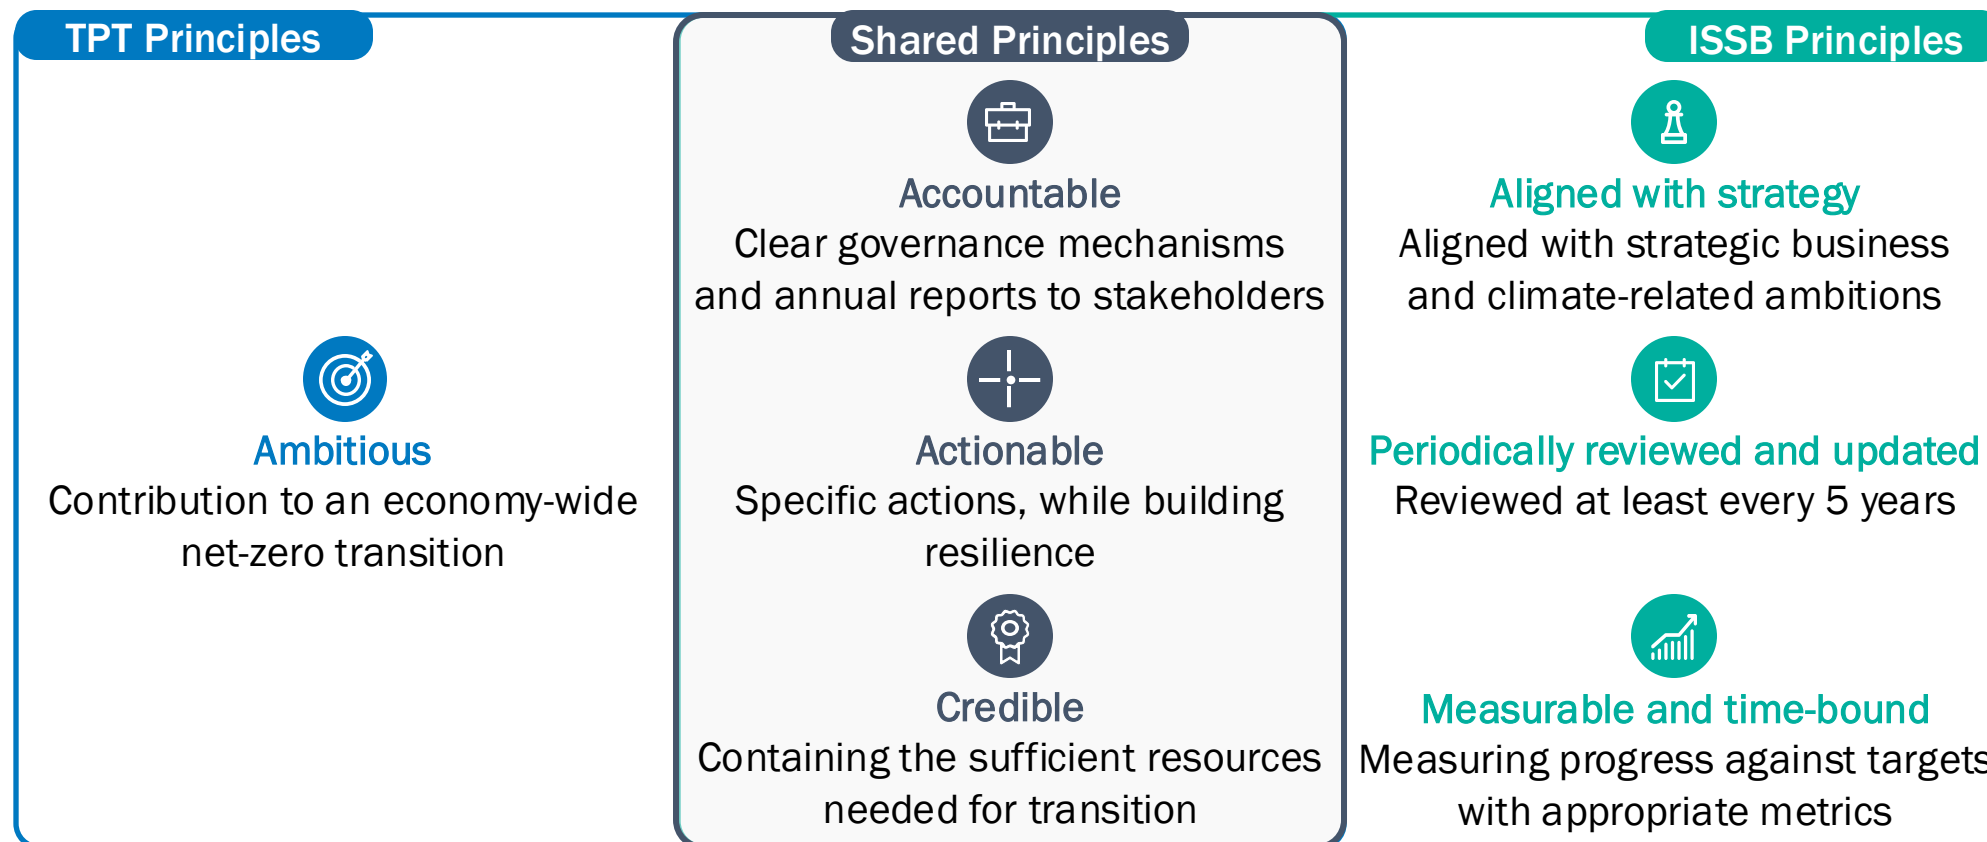 TPT Principles
Ambitious
Contribution to an economy-wide
net-zero transition
Shared Principles
Accountable
Clear governance mechanisms
and annual reports to stakeholders
Actionable
Specific actions, while building
resilience
Credible
Containing the sufficient resources
needed for transition
ISSB Principles
Aligned with strategy
Aligned with strategic business
and climate-related ambitions
Periodically reviewed and updated
Reviewed at least every 5 years
Measurable and time-bound
Measuring progress against targets
with appropriate metrics